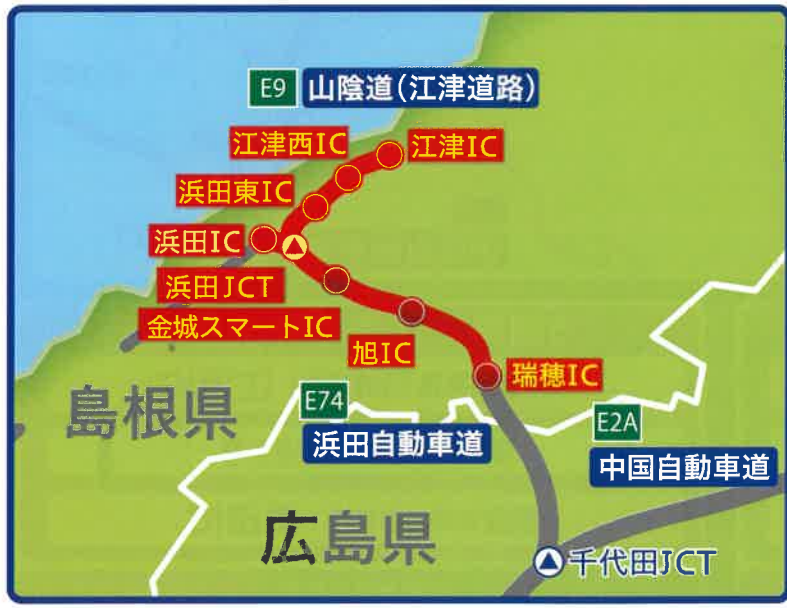 E9 山陰道(江津道路)
江津西IC
江津IC
浜田東IC
浜田IC
浜田JCT
金城スマートIC
旭IC
瑞穂IC
島根県
E74
浜田自動車道
E2A
中国自動車道
広島県
千代田JCT